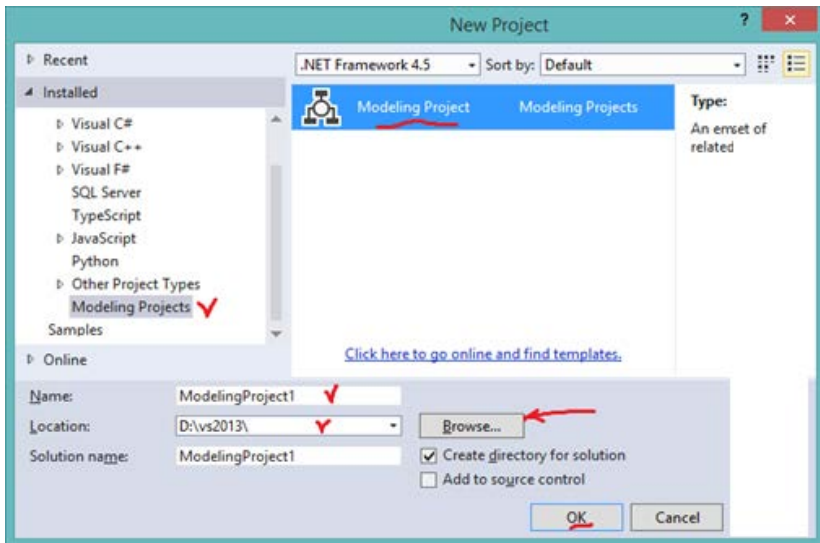 New Project
Recent
.NET Framework 4.5 Sort by: Default
Installed
Visual C#
Visual C++
Visual F#
SQL Server
TypeScript
JavaScript
Python
Other Project Types
Modeling Projects
Samples
Online
Modeling Project Modeling Projects
Type:
An emset of
related
Click here to go online and find templates.
Name: ModelingProject1
Location: D:\vs2013\ Browse...
Solution name: ModelingProject1
Create directory for solution
Add to source control
OK Cancel